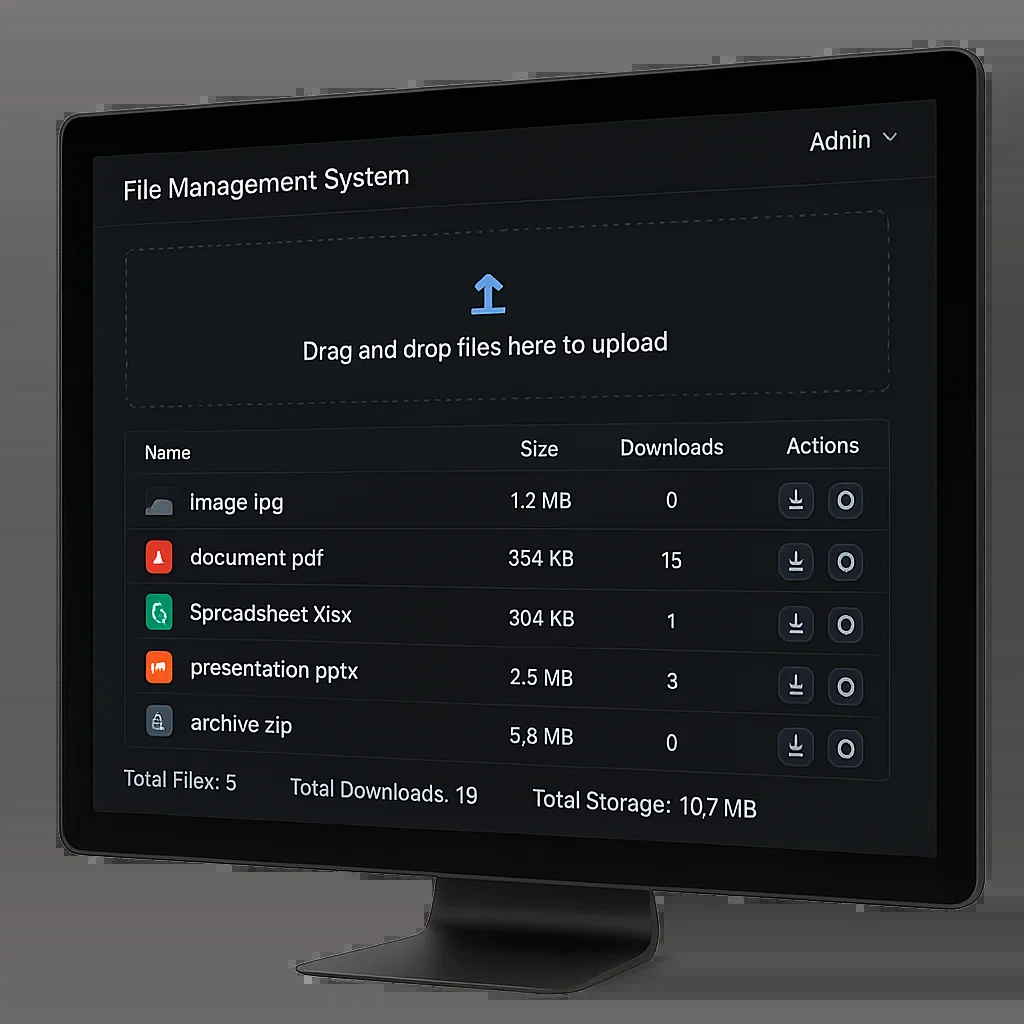 Admin
File Management System
Drag and drop files here to upload
Name Size Downloads Actions
image ipg 1.2 MB 0
document pdf 354 KB 15
Sprcadsheet Xisx 304 KB 1
presentation pptx 2.5 MB 3
archive zip 5,8 MB 0
Total Filex: 5 Total Downloads. 19 Total Storage: 10,7 MB